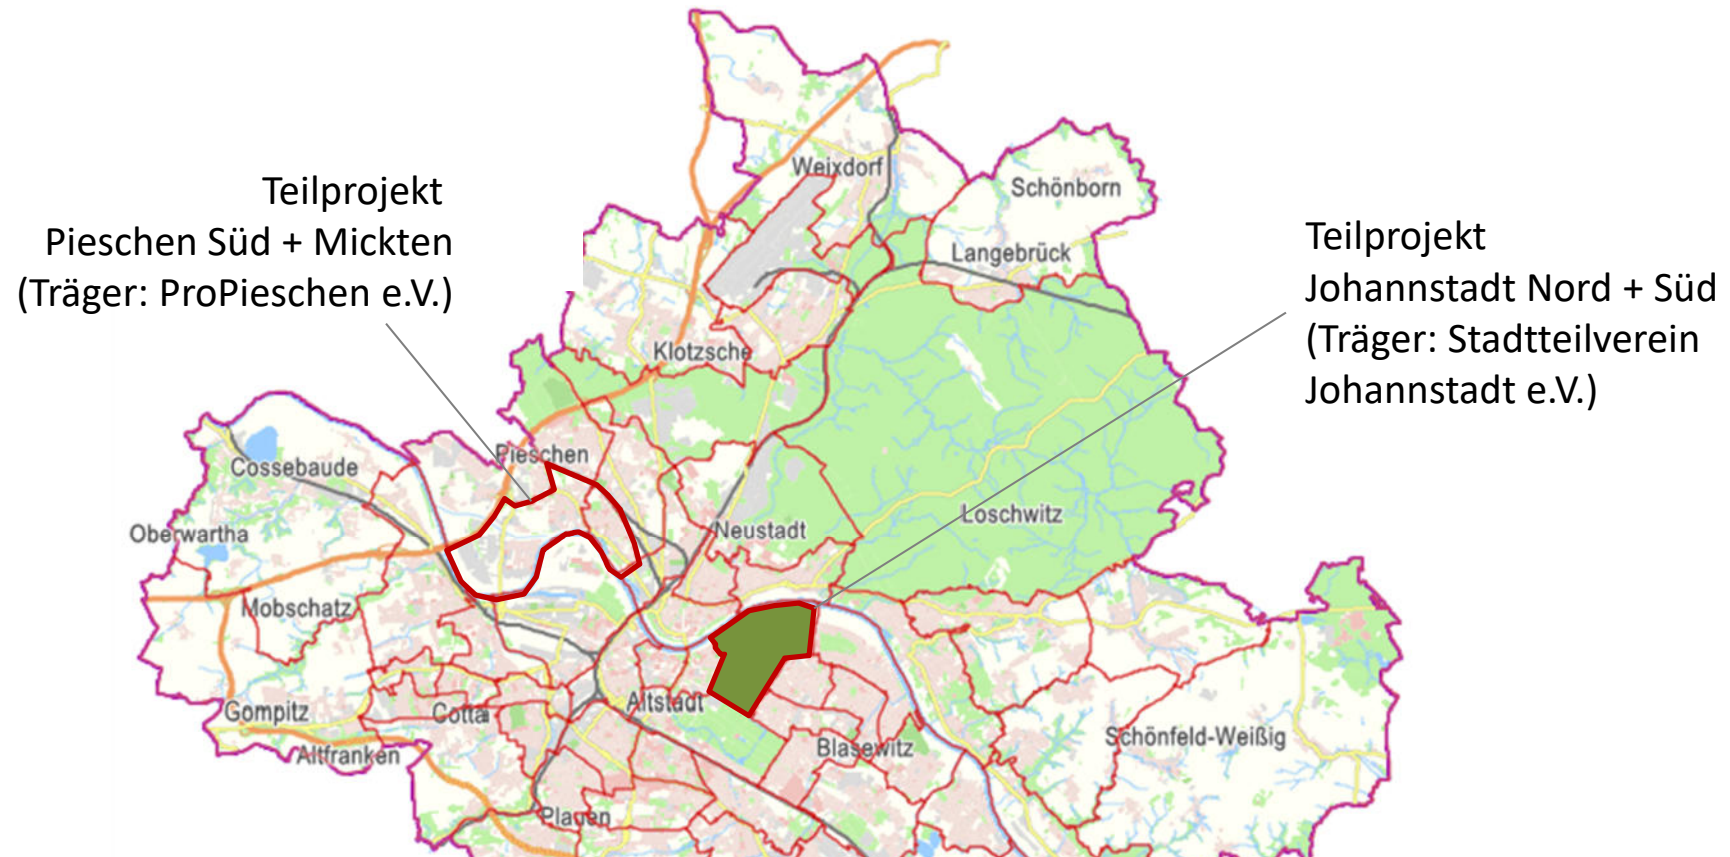 Teilprojekt
Pieschen Süd + Mickten
(Träger: ProPieschen e.V.)
Teilprojekt
Johannstadt Nord + Süd
(Träger: Stadtteilverein
Johannstadt e.V.)
Weixdorf
Schönborn
Langebrück
Klotzsche
Pieschen
Cossebaude
Oberwartha
Neustadt
Loschwitz
Mobschatz
Altstadt
Gompitz
Cotta
Altfranken
Blasewitz
Schönfeld-Weißig
Plauen